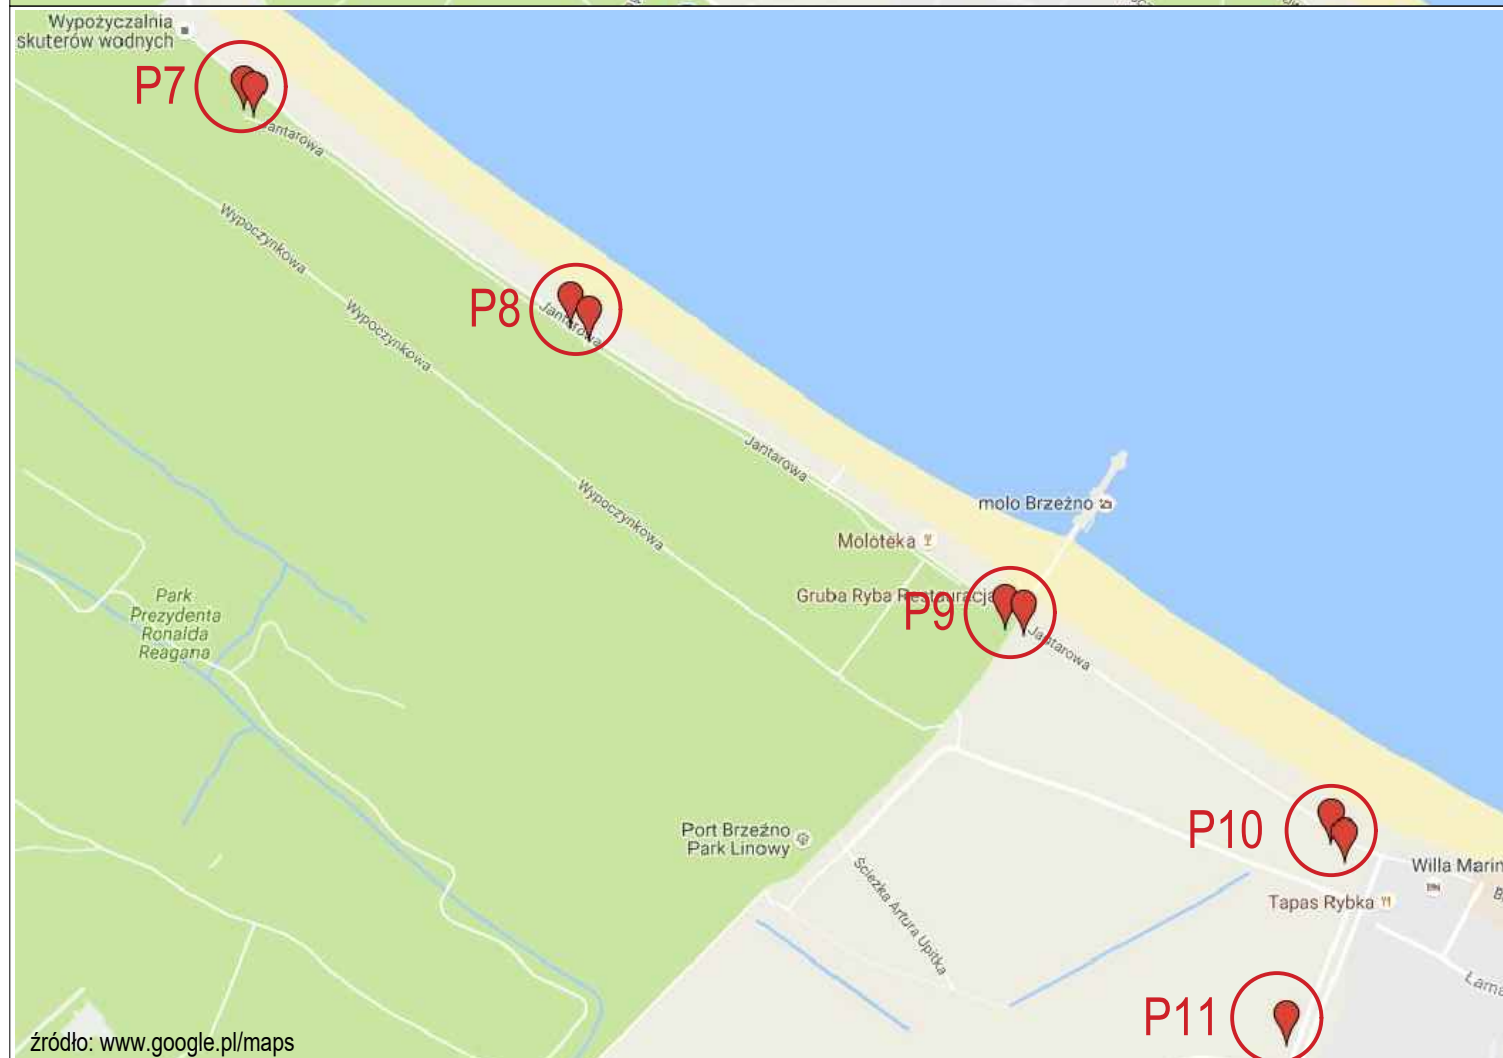 Wypożyczalnia
skuterów wodnych
P7
Jantarowa
Wypoczynkowa
P8
Jantarowa
Wypoczynkowa
Jantarowa
Wypoczynkowa
molo Brzeźno
Moloteka
Gruba Ryba Restauracja
P9
Jantarowa
Park
Prezydenta
Ronalda
Reagana
Port Brzeźno
Park Linowy
P10
Willa Marin
Tapas Rybka
Ścieżka Artura Upitka
P11
źródło: www.google.pl/maps